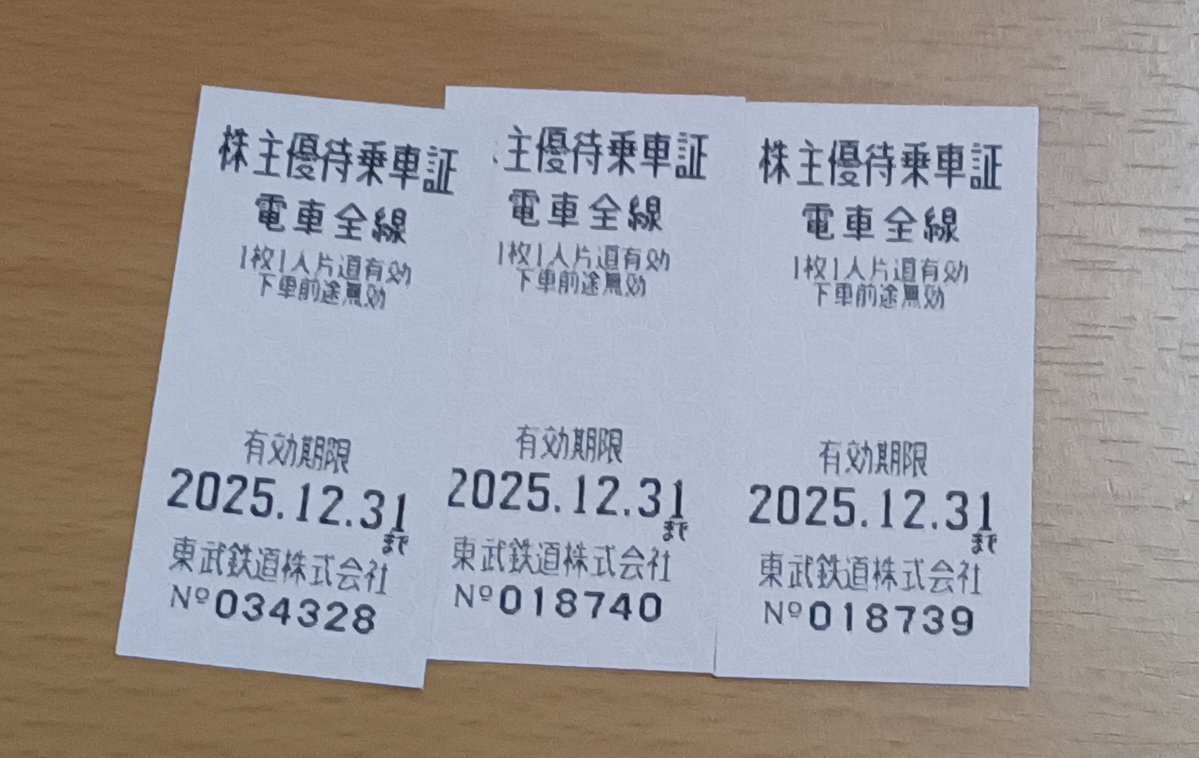 株主優待乗車証
電車全線
1枚1人片道有効
下車前途無効
有効期限
2025.12.31まで
東武鉄道株式会社
Nº034328
主優待乗車証
電車全線
1枚1人片道有効
下車前途無効
有効期限
2025.12.31まで
東武鉄道株式会社
Nº018740
株主優待乗車証
電車全線
1枚1人片道有効
下車前途無効
有効期限
2025.12.31まで
東武鉄道株式会社
Nº018739